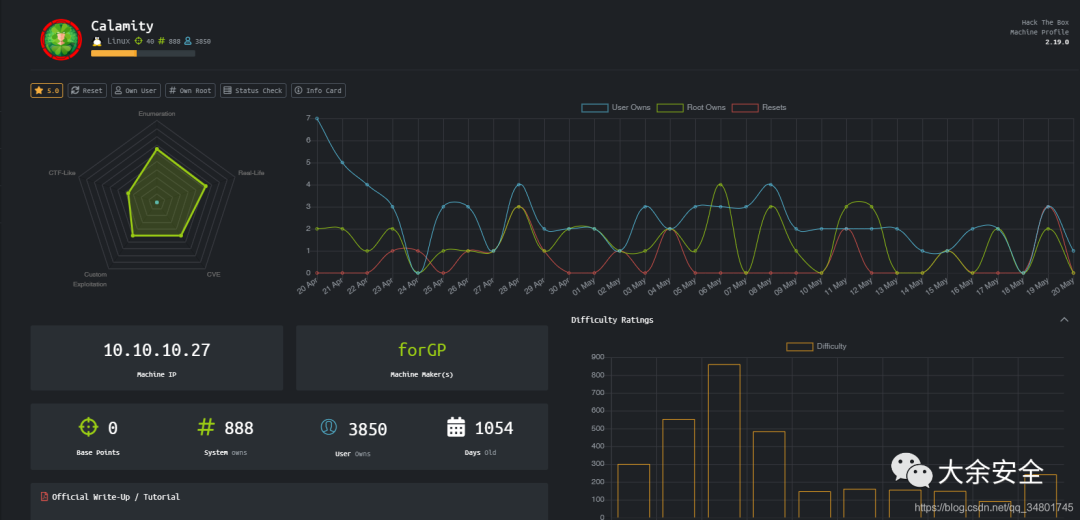 Calamity
Linux 40 # 888 3850
Hack The Box
Machine Profile
2.19.0
5.0 Reset Own User # Own Root Status Check Info Card
Enumeration
Real-Life
CVE
Custom
Exploitation
CTF-Like
User Owns Root Owns Resets
7
6
5
4
3
2
1
0
20 Apr 21 Apr 22 Apr 23 Apr 24 Apr 25 Apr 26 Apr 27 Apr 28 Apr 29 Apr 30 Apr 01 May 02 May 03 May 04 May 05 May 06 May 07 May 08 May 09 May 10 May 11 May 12 May 13 May 14 May 15 May 16 May 17 May 18 May 19 May 20 May
10.10.10.27
Machine IP
forGP
Machine Maker(s)
0
Base Points
# 888
System owns
3850
User Owns
1054
Days Old
Official Write-Up / Tutorial
Difficulty Ratings
Difficulty
900
800
700
600
500
400
300
200
100
0
大余安全
https://blog.csdn.net/qq_34801745